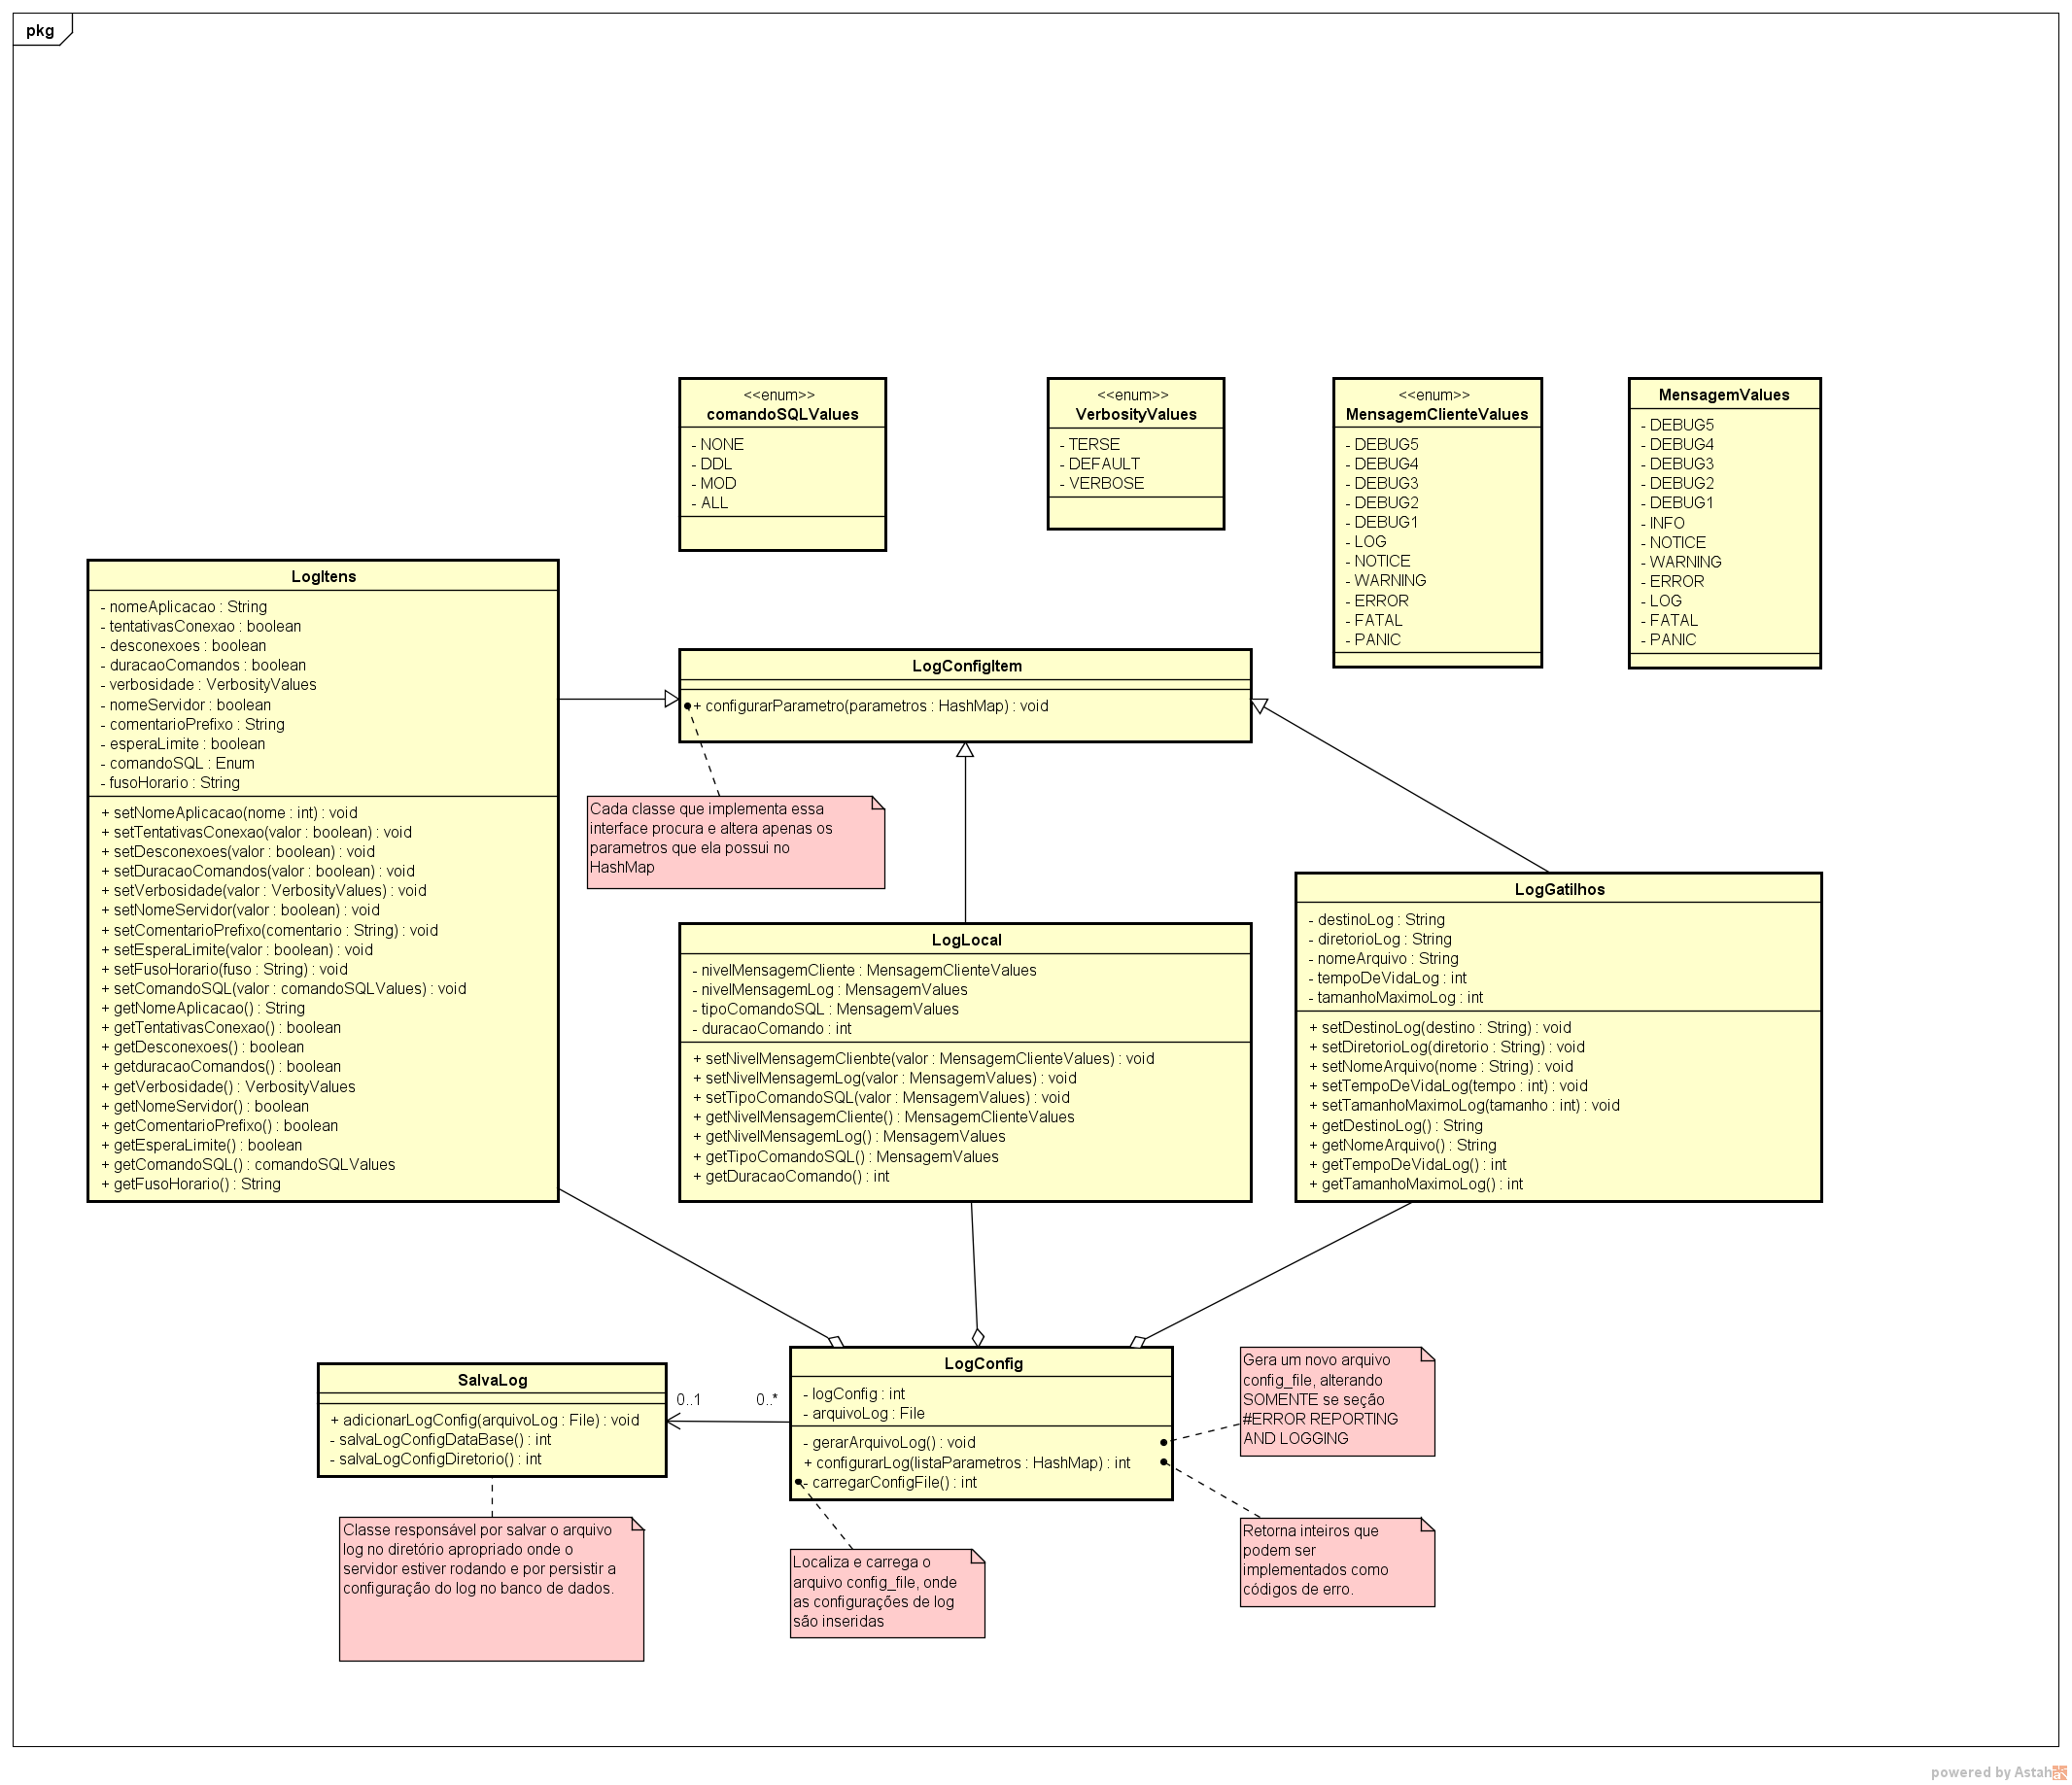 pkg
<<enum>>
comandoSQLValues
- NONE
- DDL
- MOD
- ALL
<<enum>>
VerbosityValues
- TERSE
- DEFAULT
- VERBOSE
<<enum>>
MensagemClienteValues
- DEBUG5
- DEBUG4
- DEBUG3
- DEBUG2
- DEBUG1
- LOG
- NOTICE
- WARNING
- ERROR
- FATAL
- PANIC
MensagemValues
- DEBUG5
- DEBUG4
- DEBUG3
- DEBUG2
- DEBUG1
- INFO
- NOTICE
- WARNING
- ERROR
- LOG
- FATAL
- PANIC
LogItens
- nomeAplicacao : String
- tentativasConexao : boolean
- desconexoes : boolean
- duracaoComandos : boolean
- verbosidade : VerbosityValues
- nomeServidor : boolean
- comentarioPrefixo : String
- esperaLimite : boolean
- comandoSQL : Enum
- fusoHorario : String
+ setNomeAplicacao(nome : int) : void
+ setTentativasConexao(valor : boolean) : void
+ setDesconexoes(valor : boolean) : void
+ setDuracaoComandos(valor : boolean) : void
+ setVerbosidade(valor : VerbosityValues) : void
+ setNomeServidor(valor : boolean) : void
+ setComentarioPrefixo(comentario : String) : void
+ setEsperaLimite(valor : boolean) : void
+ setFusoHorario(fuso : String) : void
+ setComandoSQL(valor : comandoSQLValues) : void
+ getNomeAplicacao() : String
+ getTentativasConexao() : boolean
+ getDesconexoes() : boolean
+ getduracaoComandos() : boolean
+ getVerbosidade() : VerbosityValues
+ getNomeServidor() : boolean
+ getComentarioPrefixo() : boolean
+ getEsperaLimite() : boolean
+ getComandoSQL() : comandoSQLValues
+ getFusoHorario() : String
LogConfigItem
+ configurarParametro(parametros : HashMap) : void
Cada classe que implementa essa
interface procura e altera apenas os
parametros que ela possui no
HashMap
LogLocal
- nivelMensagemCliente : MensagemClienteValues
- nivelMensagemLog : MensagemValues
- tipoComandoSQL : MensagemValues
- duracaoComando : int
+ setNivelMensagemClienbte(valor : MensagemClienteValues) : void
+ setNivelMensagemLog(valor : MensagemValues) : void
+ setTipoComandoSQL(valor : MensagemValues) : void
+ getNivelMensagemCliente() : MensagemClienteValues
+ getNivelMensagemLog() : MensagemValues
+ getTipoComandoSQL() : MensagemValues
+ getDuracaoComando() : int
LogGatilhos
- destinoLog : String
- diretorioLog : String
- nomeArquivo : String
- tempoDeVidaLog : int
- tamanhoMaximoLog : int
+ setDestinoLog(destino : String) : void
+ setDiretorioLog(diretorio : String) : void
+ setNomeArquivo(nome : String) : void
+ setTempoDeVidaLog(tempo : int) : void
+ setTamanhoMaximoLog(tamanho : int) : void
+ getDestinoLog() : String
+ getNomeArquivo() : String
+ getTempoDeVidaLog() : int
+ getTamanhoMaximoLog() : int
SalvaLog
+ adicionarLogConfig(arquivoLog : File) : void
- salvaLogConfigDataBase() : int
- salvaLogConfigDiretorio() : int
0..1
0..*
LogConfig
- logConfig : int
- arquivoLog : File
- gerarArquivoLog() : void
+ configurarLog(listaParametros : HashMap) : int
- carregarConfigFile() : int
Gera um novo arquivo
config_file, alterando
SOMENTE se seção
#ERROR REPORTING
AND LOGGING
Classe responsável por salvar o arquivo
log no diretório apropriado onde o
servidor estiver rodando e por persistir a
configuração do log no banco de dados.
Localiza e carrega o
arquivo config_file, onde
as configurações de log
são inseridas
Retorna inteiros que
podem ser
implementados como
códigos de erro.
powered by Astah